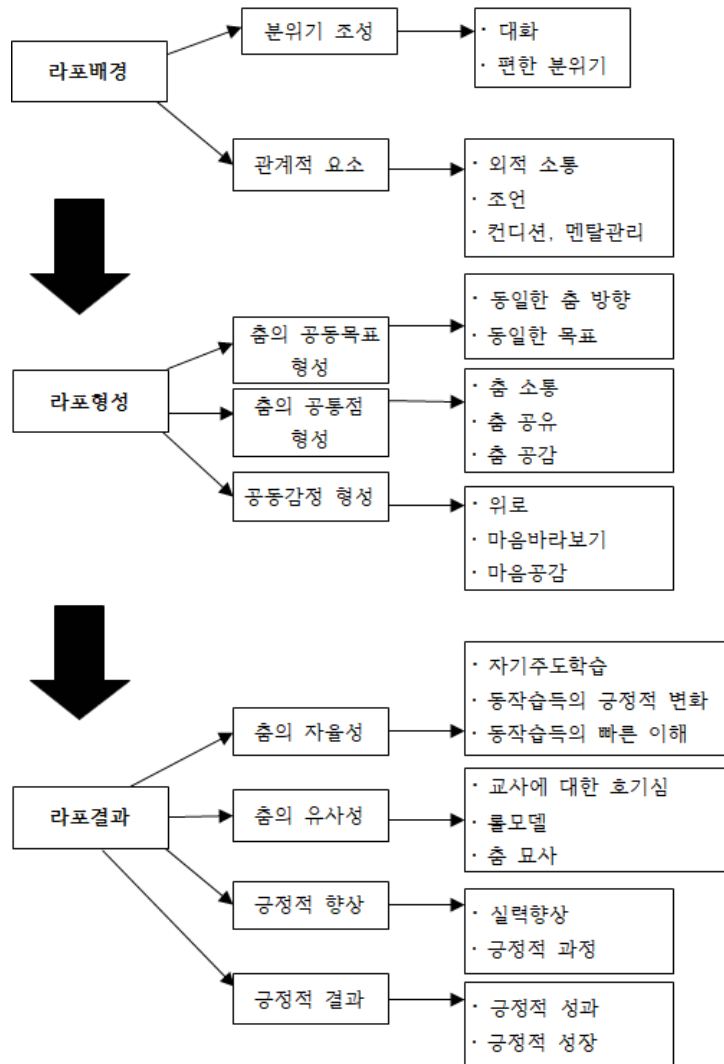 라포배경
분위기 조성
· 대화
· 편한 분위기
관계적 요소
· 외적 소통
· 조언
· 컨디션, 멘탈관리
라포형성
춤의 공동목표
형성
· 동일한 춤 방향
· 동일한 목표
춤의 공통점
형성
· 춤 소통
· 춤 공유
· 춤 공감
공동감정 형성
· 위로
· 마음바라보기
· 마음공감
라포결과
춤의 자율성
· 자기주도학습
· 동작습득의 긍정적 변화
· 동작습득의 빠른 이해
춤의 유사성
· 교사에 대한 호기심
· 롤모델
· 춤 묘사
긍정적 향상
· 실력향상
· 긍정적 과정
긍정적 결과
· 긍정적 성과
· 긍정적 성장